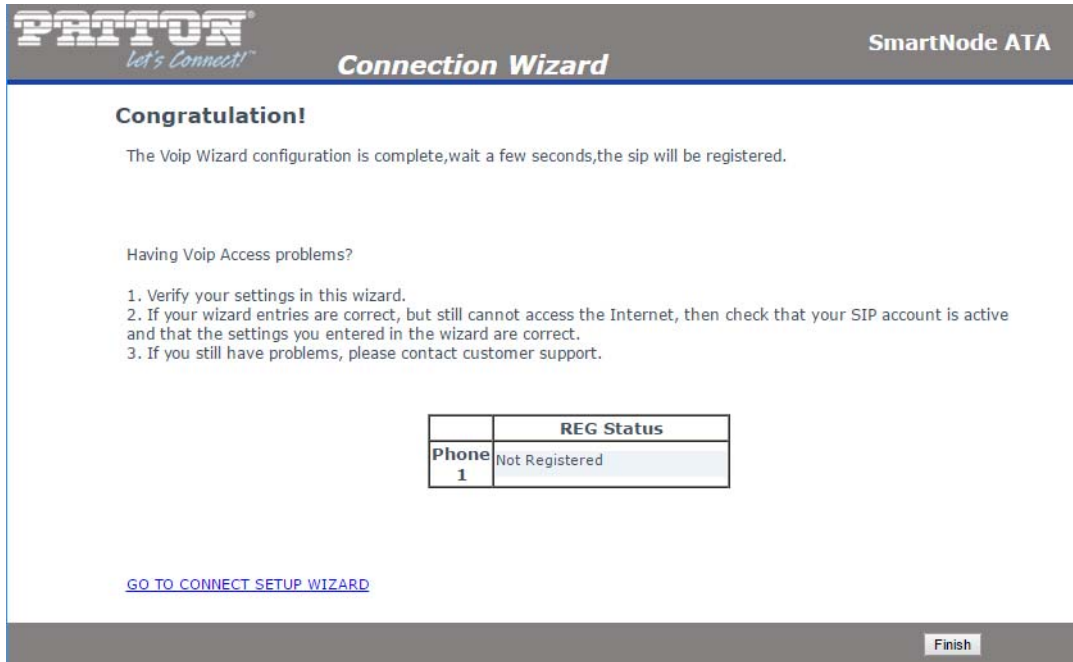 PATTON®
Let's Connect!™
Connection Wizard
SmartNode ATA
Congratulation!
The Voip Wizard configuration is complete,wait a few seconds,the sip will be registered.
Having Voip Access problems?
1. Verify your settings in this wizard.
2. If your wizard entries are correct, but still cannot access the Internet, then check that your SIP account is active
and that the settings you entered in the wizard are correct.
3. If you still have problems, please contact customer support.
REG Status
Phone
1
Not Registered
GO TO CONNECT SETUP WIZARD
Finish